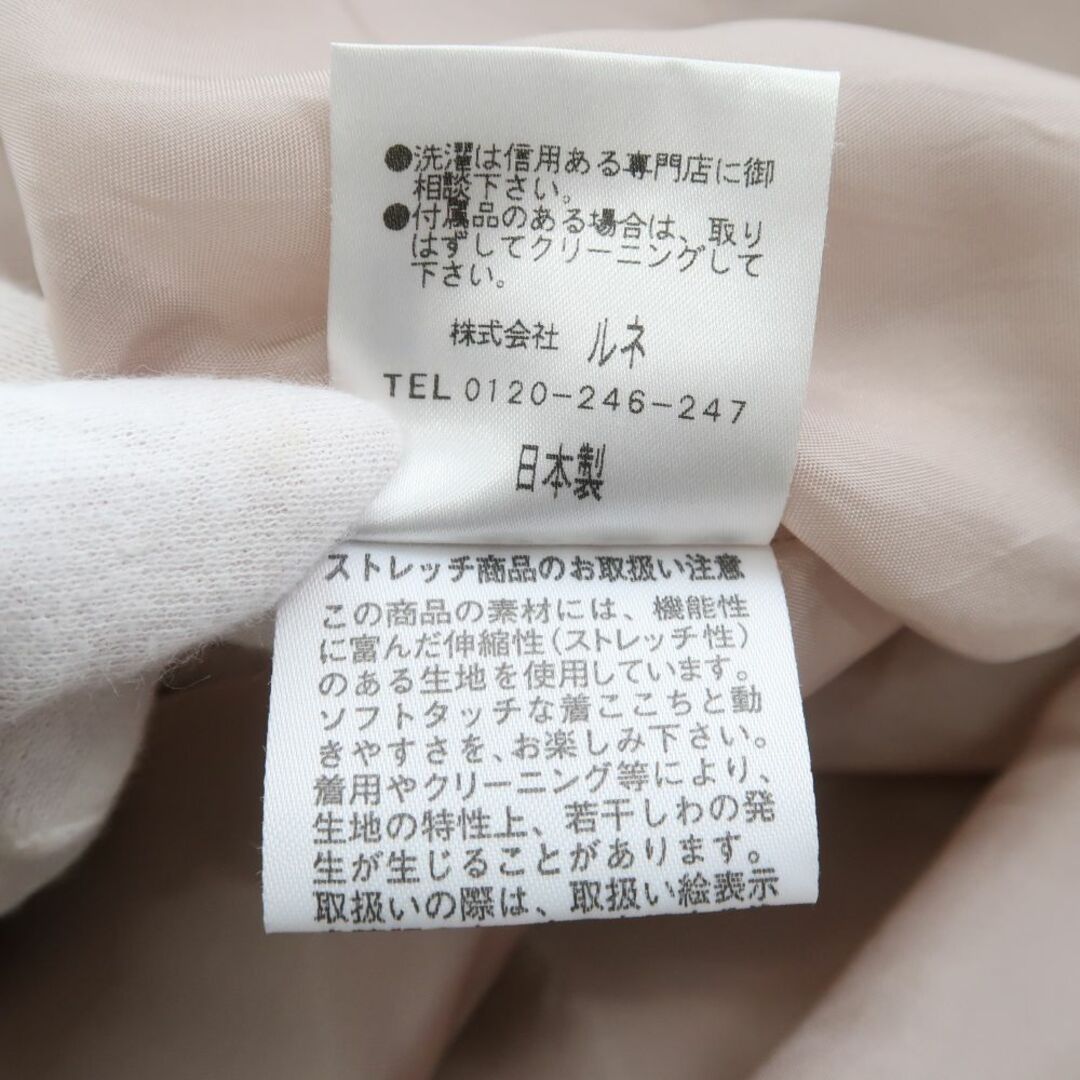 ●洗濯は信用ある専門店に御
相談下さい。
●付属品のある場合は、取り
はずしてクリーニングして
下さい。
株式会社 ルネ
TEL 0120-246-247
日本製
ストレッチ商品のお取扱い注意
この商品の素材には、機能性
に富んだ伸縮性(ストレッチ性)
のある生地を使用しています。
ソフトタッチな着ごこちと動
きやすさを、お楽しみ下さい。
着用やクリーニング等により、
生地の特性上、若干しわの発
生が生じることがあります。
取扱いの際は、取扱い絵表示